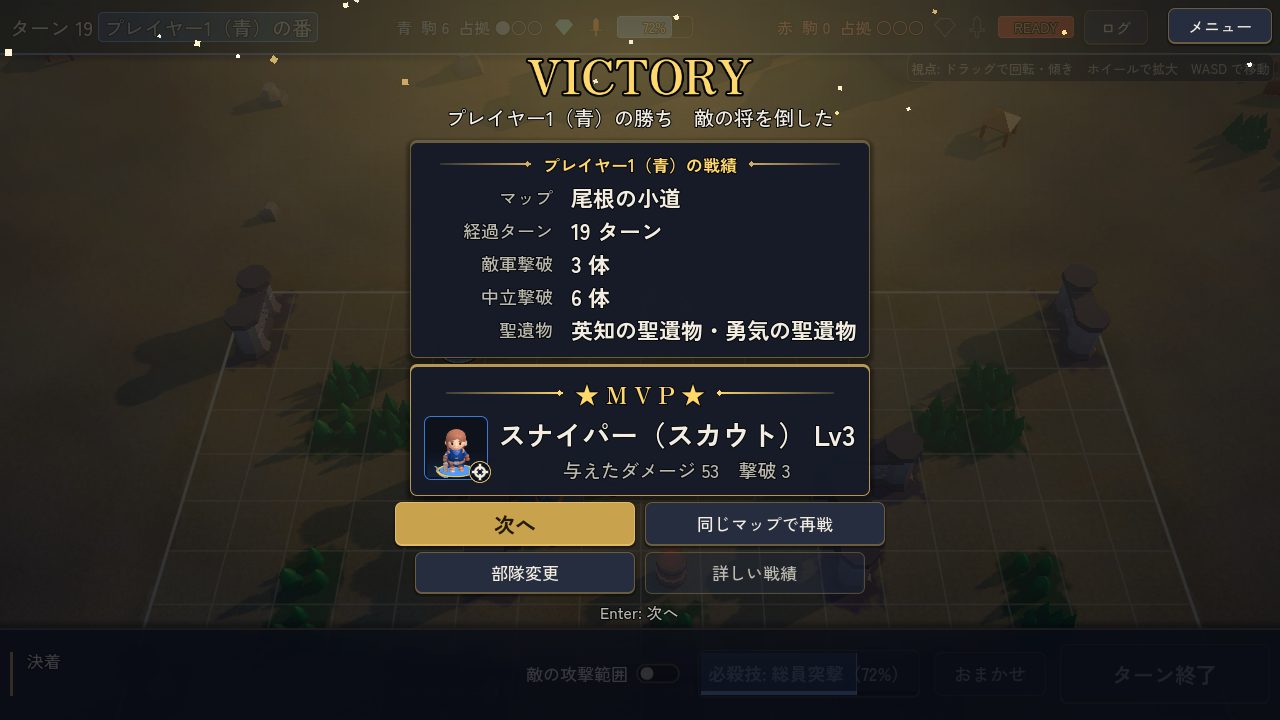 ターン 19 プレイヤー1（青）の番 青 駒 6 占拠 72% 赤 駒 0 占拠 READY ログ メニュー
視点: ドラッグで回転・傾き ホイールで拡大 WASD で移動
VICTORY
プレイヤー1（青）の勝ち 敵の将を倒した
プレイヤー1（青）の戦績
マップ 尾根の小道
経過ターン 19 ターン
敵軍撃破 3 体
中立撃破 6 体
聖遺物 英知の聖遺物・勇気の聖遺物
★ M V P ★
スナイパー（スカウト） Lv3
与えたダメージ 53 撃破 3
次へ 同じマップで再戦
部隊変更 詳しい戦績
Enter: 次へ
決着
敵の攻撃範囲 必殺技: 総員突撃 (72%) おまかせ ターン終了